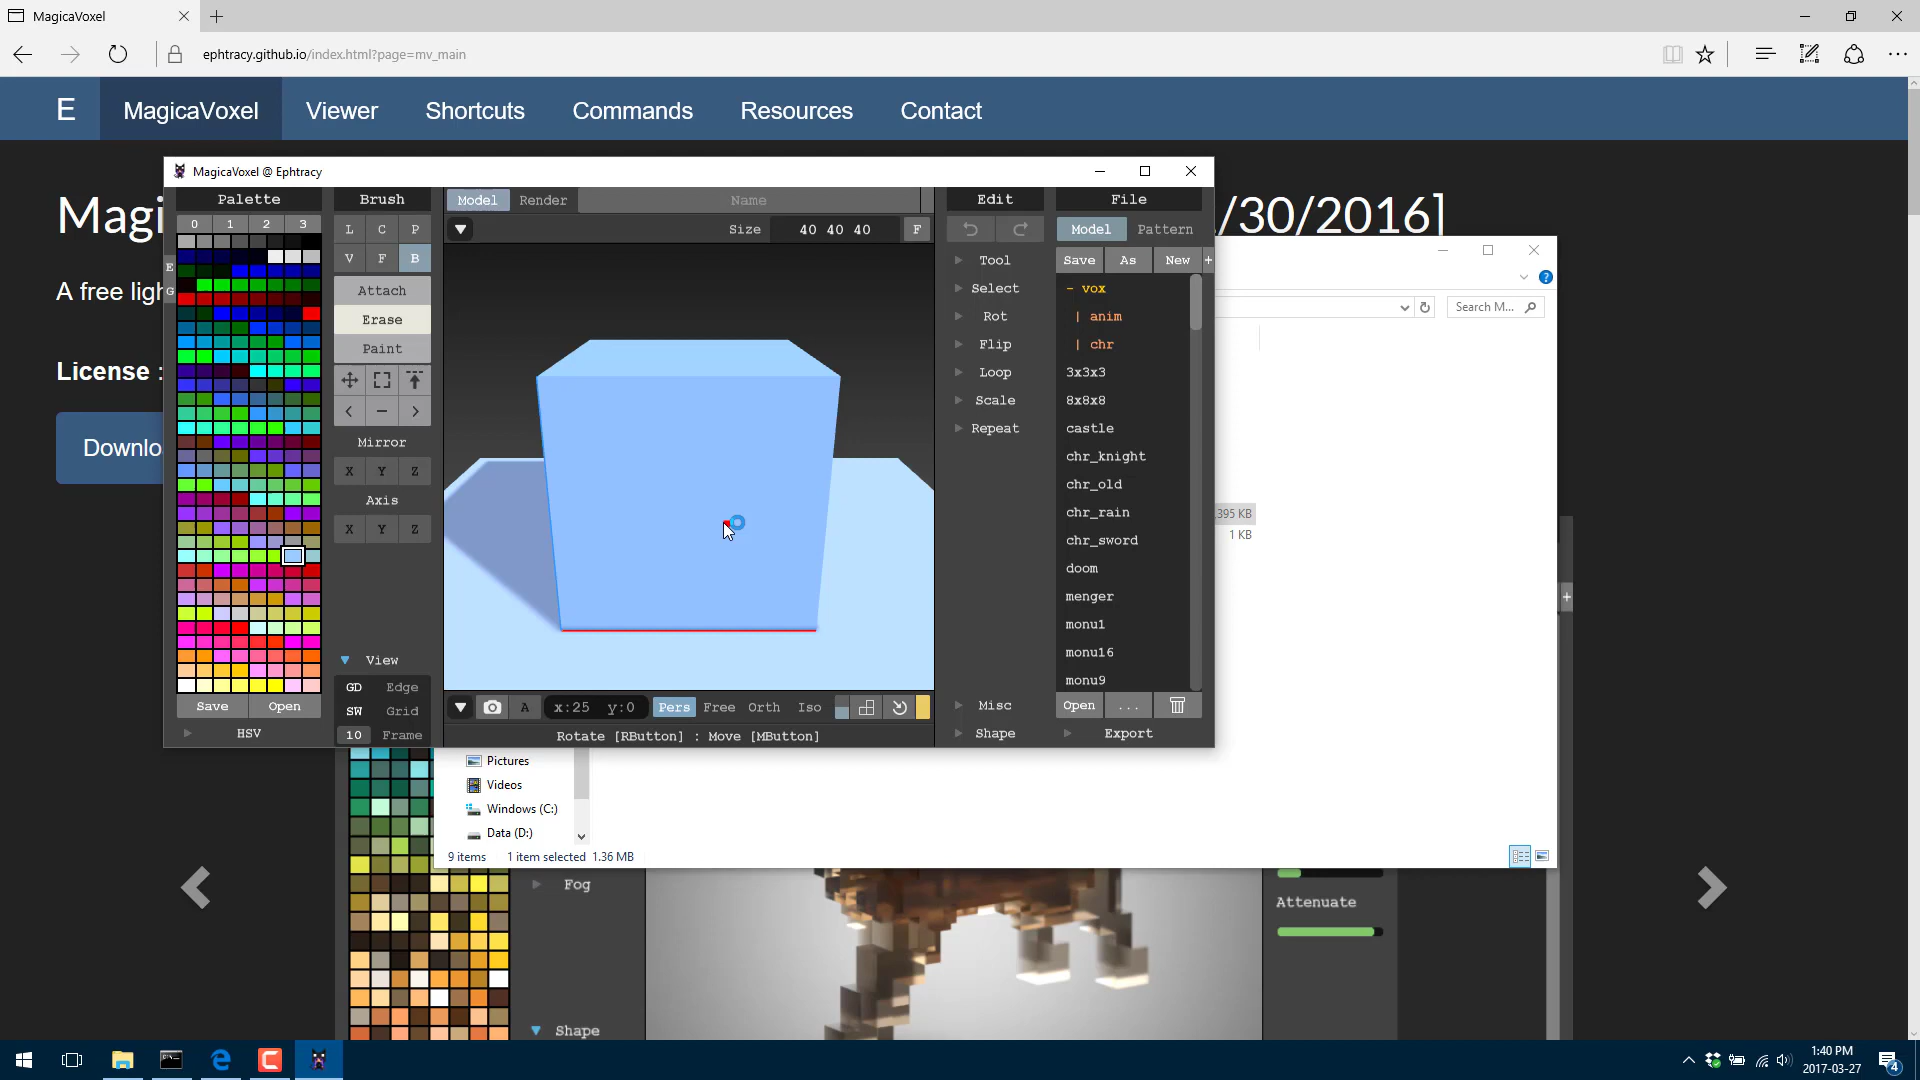 MagicaVoxel
ephtracy.github.io/index.html?page=mv_main
E MagicaVoxel Viewer Shortcuts Commands Resources Contact
Magi /30/2016]
A free ligh
License :
Downlo
MagicaVoxel @ Ephtracy
Palette
0 1 2 3
E
G
Save Open
HSV
Brush
L C P
V F B
Attach
Erase
Paint
< - >
Mirror
X Y Z
Axis
X Y Z
View
GD Edge
SW Grid
10 Frame
Model Render Name
Size 40 40 40 F
A x:25 y:0 Pers Free Orth Iso
Rotate [RButton] : Move [MButton]
Edit
Tool
Select
Rot
Flip
Loop
Scale
Repeat
Misc
Shape
File
Model Pattern
Save As New +
- vox
| anim
| chr
3x3x3
8x8x8
castle
chr_knight
chr_old
chr_rain
chr_sword
doom
menger
monu1
monu16
monu9
Open ...
Export
Search M...
395 KB
1 KB
Pictures
Videos
Windows (C:)
Data (D:)
9 items 1 item selected 1.36 MB
Fog
Shape
Attenuate
+
1:40 PM
2017-03-27
4